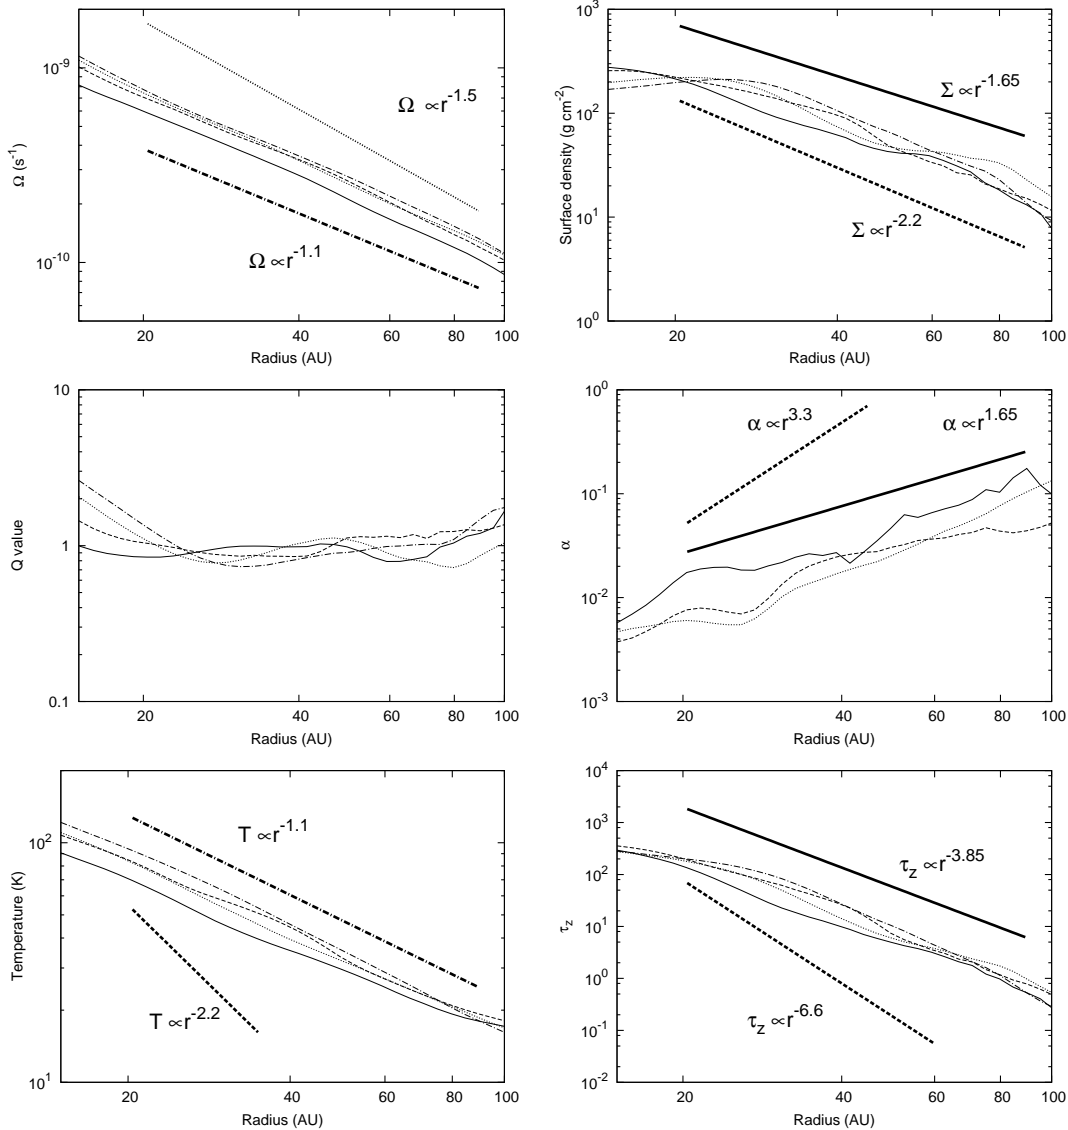 10^-9
10^-10
Ω (s^-1)
Ω ∝r^-1.5
Ω ∝r^-1.1
20 40 60 80 100
Radius (AU)
10^3
10^2
10^1
10^0
Surface density (g cm^-2)
Σ ∝r^-1.65
Σ ∝r^-2.2
20 40 60 80 100
Radius (AU)
10
1
0.1
Q value
20 40 60 80 100
Radius (AU)
10^0
10^-1
10^-2
10^-3
α
α ∝r^3.3
α ∝r^1.65
20 40 60 80 100
Radius (AU)
10^2
10^1
Temperature (K)
T ∝r^-1.1
T ∝r^-2.2
20 40 60 80 100
Radius (AU)
10^4
10^3
10^2
10^1
10^0
10^-1
10^-2
τ_z
τ_z ∝r^-3.85
τ_z ∝r^-6.6
20 40 60 80 100
Radius (AU)